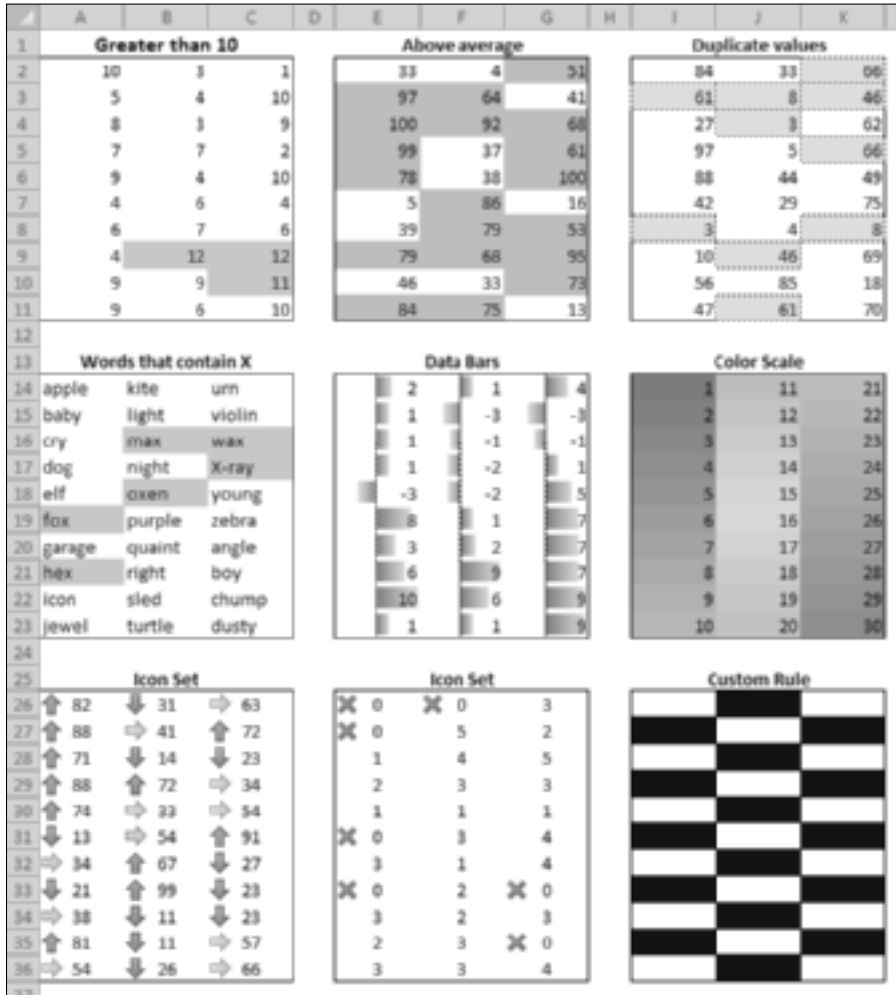 A B C D E F G H I J K
1 Greater than 10 Above average Duplicate values
2 10 3 1 33 4 51 84 33 66
3 5 4 10 97 64 41 61 8 46
4 8 3 9 100 92 68 27 3 62
5 7 7 2 99 37 61 97 5 66
6 9 4 10 78 38 100 88 44 49
7 4 6 4 5 86 16 42 29 75
8 6 7 6 39 79 53 3 4 8
9 4 12 12 79 68 95 10 46 69
10 9 9 11 46 33 73 56 85 18
11 9 6 10 84 75 13 47 61 70
12
13 Words that contain X Data Bars Color Scale
14 apple kite urn 2 1 4 1 11 21
15 baby light violin 1 -3 -3 2 12 22
16 cry max wax 1 -1 -1 3 13 23
17 dog night X-ray 1 -2 1 4 14 24
18 elf oxen young -3 -2 5 5 15 25
19 fox purple zebra 8 1 7 6 16 26
20 garage quaint angle 3 2 7 7 17 27
21 hex right boy 6 9 7 8 18 28
22 icon sled chump 10 6 9 9 19 29
23 jewel turtle dusty 1 1 9 10 20 30
24
25 Icon Set Icon Set Custom Rule
26 82 31 63 0 0 3
27 88 41 72 0 5 2
28 71 14 23 1 4 5
29 88 72 34 2 3 3
30 74 33 54 1 1 1
31 13 54 91 0 3 4
32 34 67 27 3 1 4
33 21 99 23 0 2 0
34 38 11 23 3 2 3
35 81 11 57 2 3 0
36 54 26 66 3 3 4
37